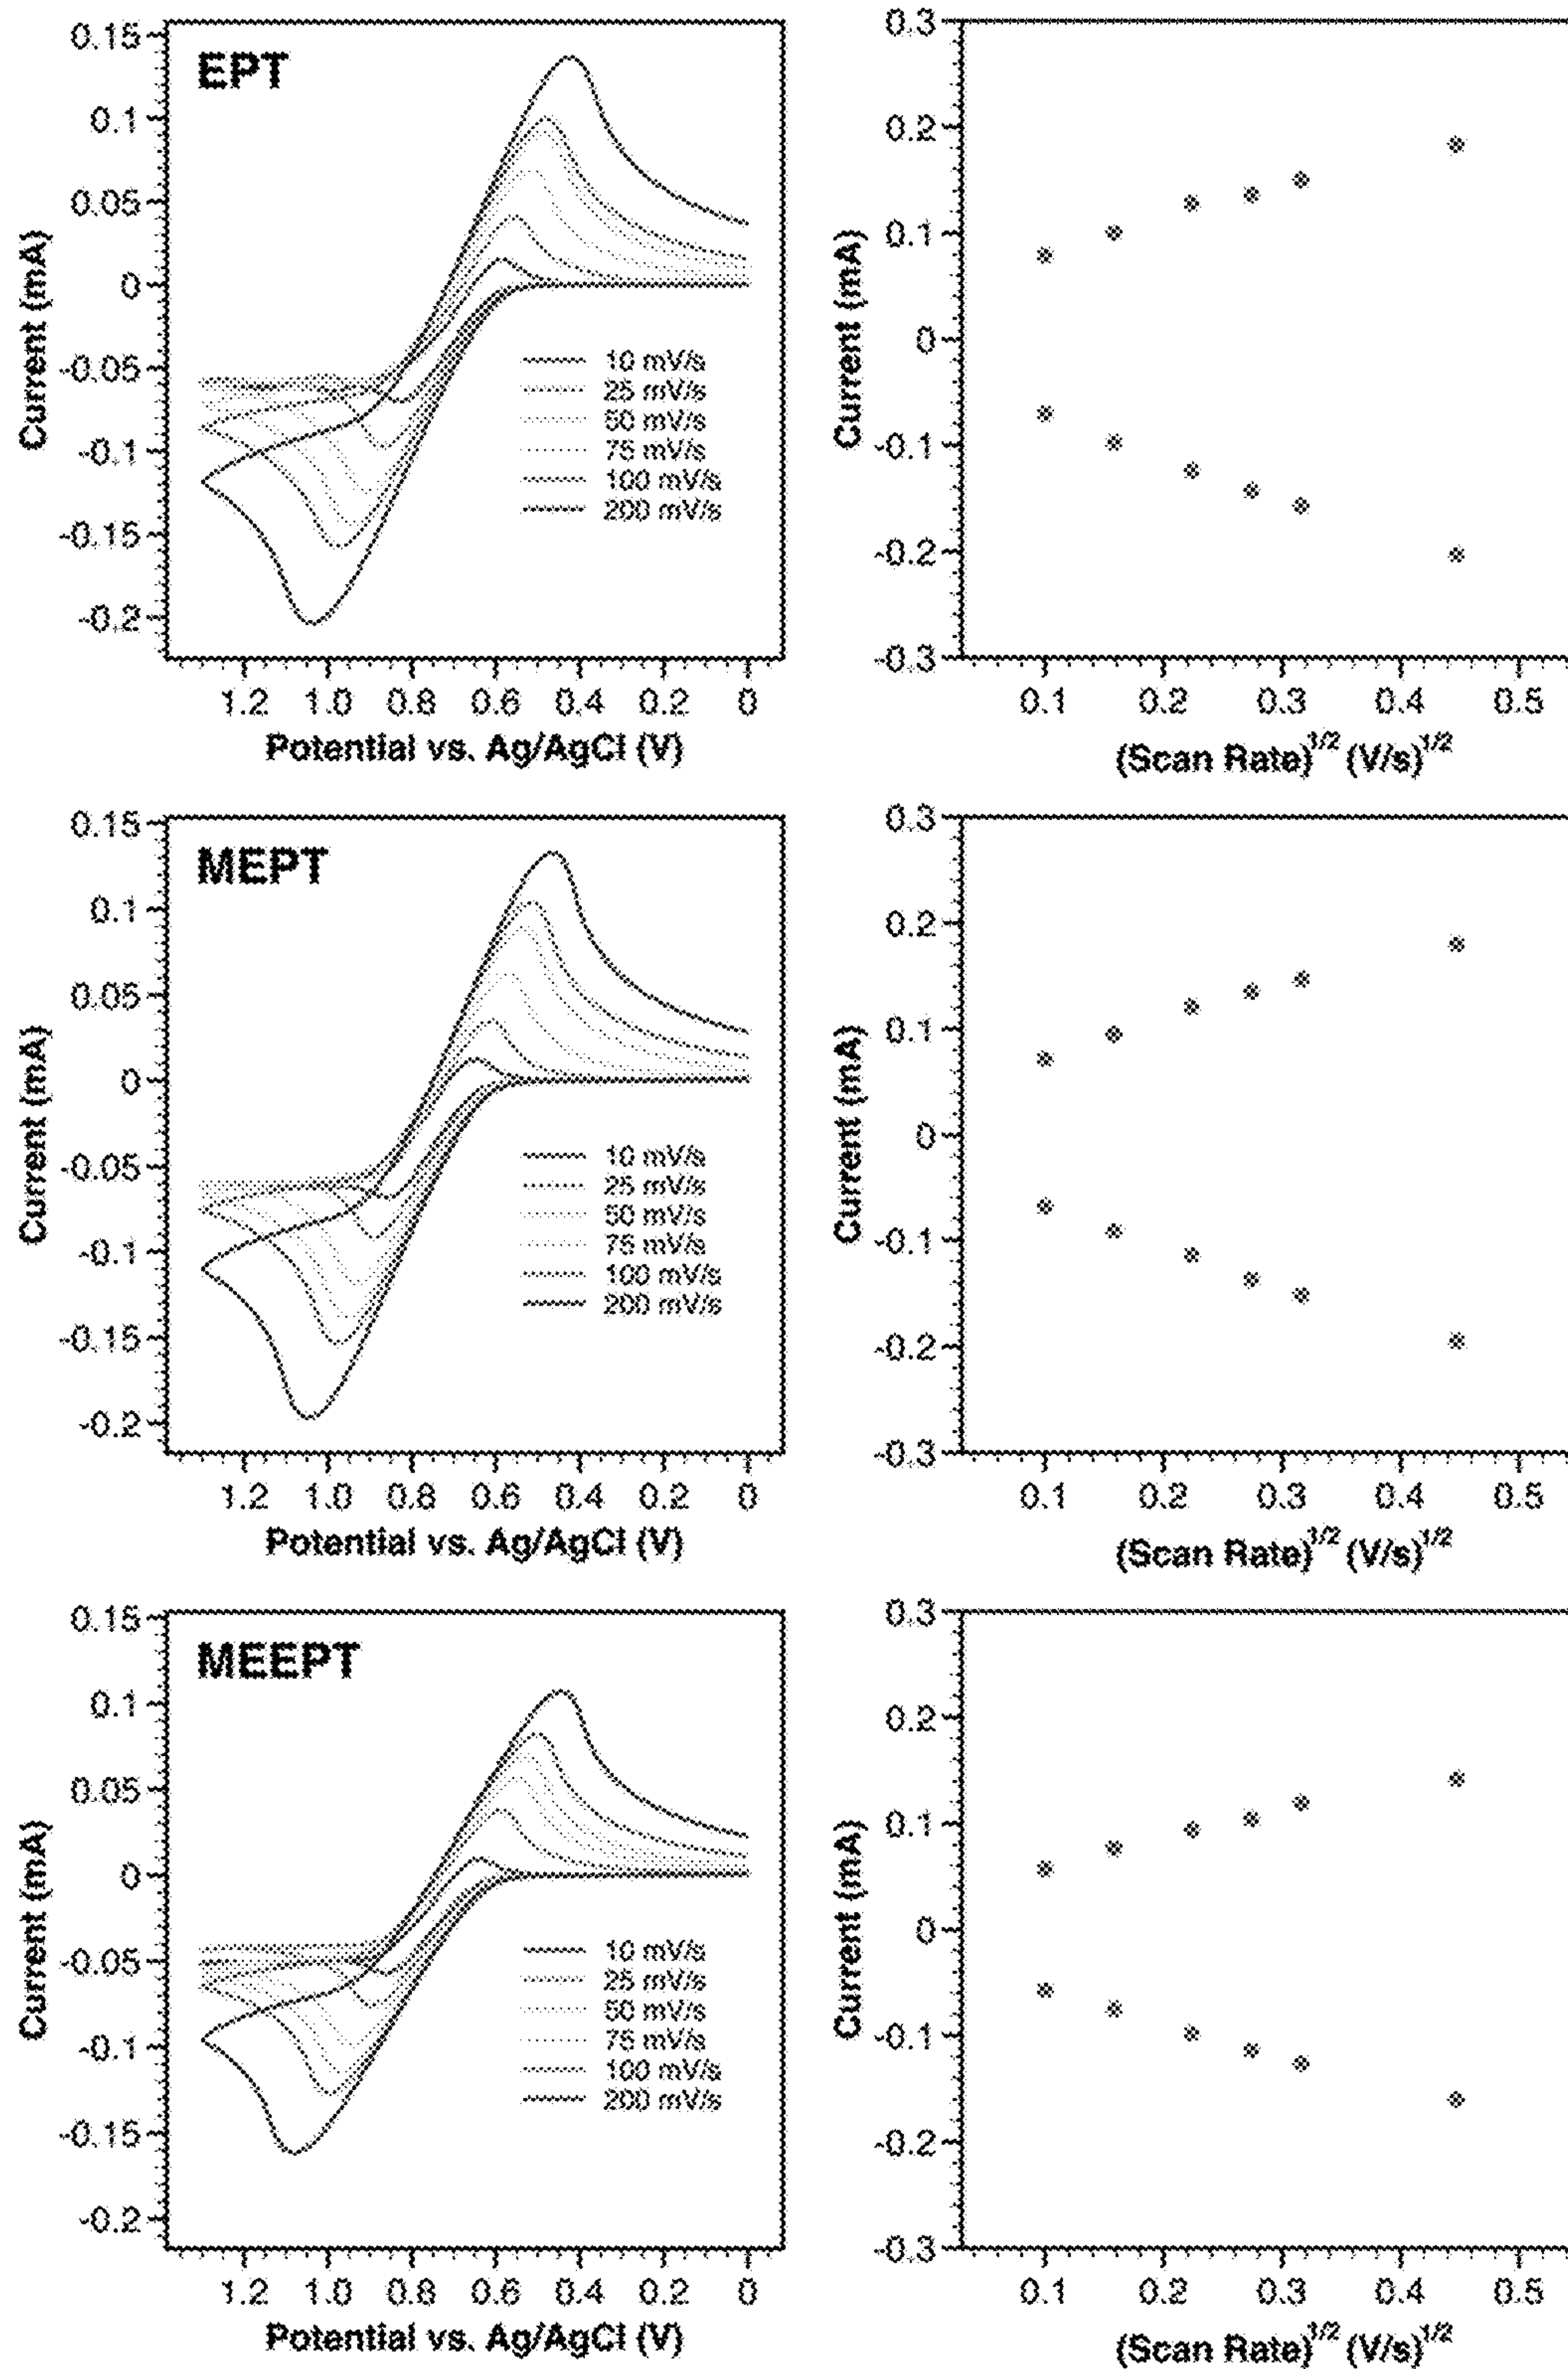 EPT
0.15
0.1
0.05
0
-0.05
-0.1
-0.15
-0.2
Current (mA)
10 mV/s
25 mV/s
50 mV/s
75 mV/s
100 mV/s
200 mV/s
1.2 1.0 0.8 0.6 0.4 0.2 0
Potential vs. Ag/AgCl (V)
0.3
0.2
0.1
0
-0.1
-0.2
-0.3
Current (mA)
0.1 0.2 0.3 0.4 0.5
(Scan Rate)^1/2 (V/s)^1/2
MEPT
0.15
0.1
0.05
0
-0.05
-0.1
-0.15
-0.2
Current (mA)
10 mV/s
25 mV/s
50 mV/s
75 mV/s
100 mV/s
200 mV/s
1.2 1.0 0.8 0.6 0.4 0.2 0
Potential vs. Ag/AgCl (V)
0.3
0.2
0.1
0
-0.1
-0.2
-0.3
Current (mA)
0.1 0.2 0.3 0.4 0.5
(Scan Rate)^1/2 (V/s)^1/2
MEEPT
0.15
0.1
0.05
0
-0.05
-0.1
-0.15
-0.2
Current (mA)
10 mV/s
25 mV/s
50 mV/s
75 mV/s
100 mV/s
200 mV/s
1.2 1.0 0.8 0.6 0.4 0.2 0
Potential vs. Ag/AgCl (V)
0.3
0.2
0.1
0
-0.1
-0.2
-0.3
Current (mA)
0.1 0.2 0.3 0.4 0.5
(Scan Rate)^1/2 (V/s)^1/2